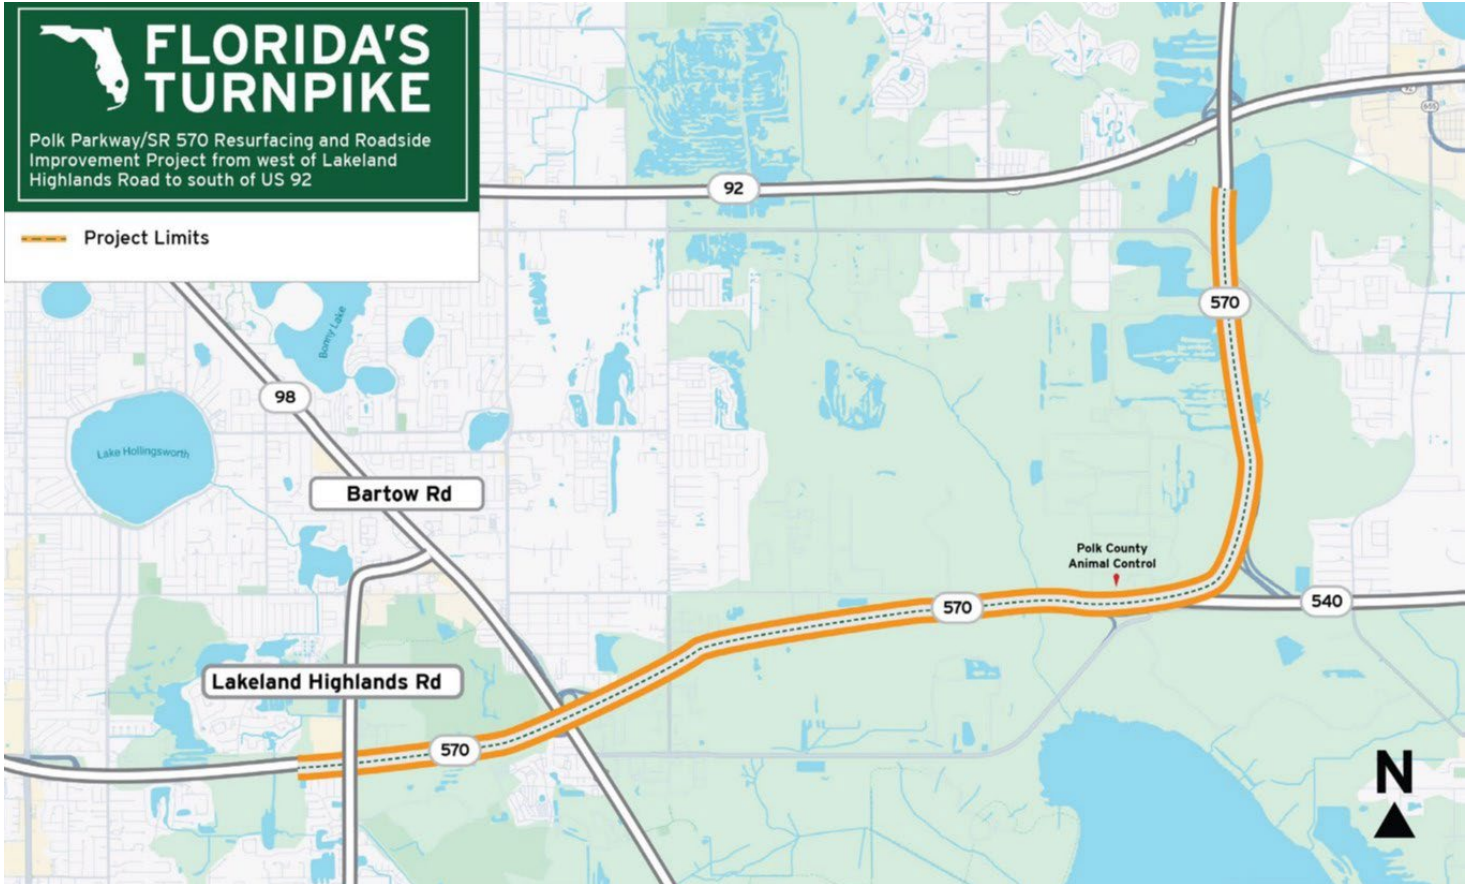 FLORIDA'S
TURNPIKE
Polk Parkway/SR 570 Resurfacing and Roadside
Improvement Project from west of Lakeland
Highlands Road to south of US 92
Project Limits
92
655
92
570
98
Bonny Lake
Lake Hollingsworth
Bartow Rd
Polk County
Animal Control
570
540
Lakeland Highlands Rd
570
N